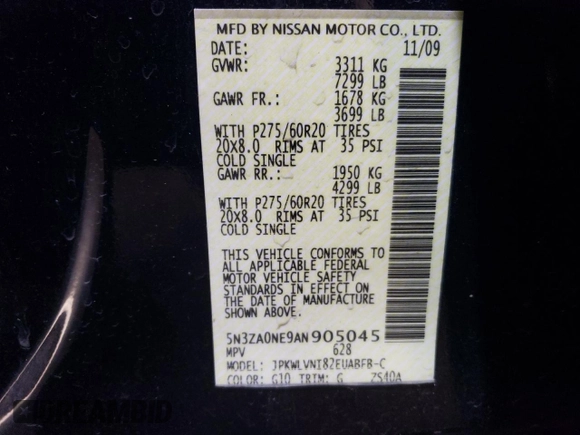 MFD BY NISSAN MOTOR CO., LTD.
DATE: 11/09
GVWR: 3311 KG
7299 LB
GAWR FR.: 1678 KG
3699 LB
WITH P275/60R20 TIRES
20X8.0 RIMS AT 35 PSI
COLD SINGLE
GAWR RR.: 1950 KG
4299 LB
WITH P275/60R20 TIRES
20X8.0 RIMS AT 35 PSI
COLD SINGLE
THIS VEHICLE CONFORMS TO
ALL APPLICABLE FEDERAL
MOTOR VEHICLE SAFETY
STANDARDS IN EFFECT ON
THE DATE OF MANUFACTURE
SHOWN ABOVE.
5N3ZA0NE9AN905045
MPV 628
MODEL: JPKWLVNI82EUABFB-C
COLOR: G10 TRIM: G ZS40A
DREAMBID